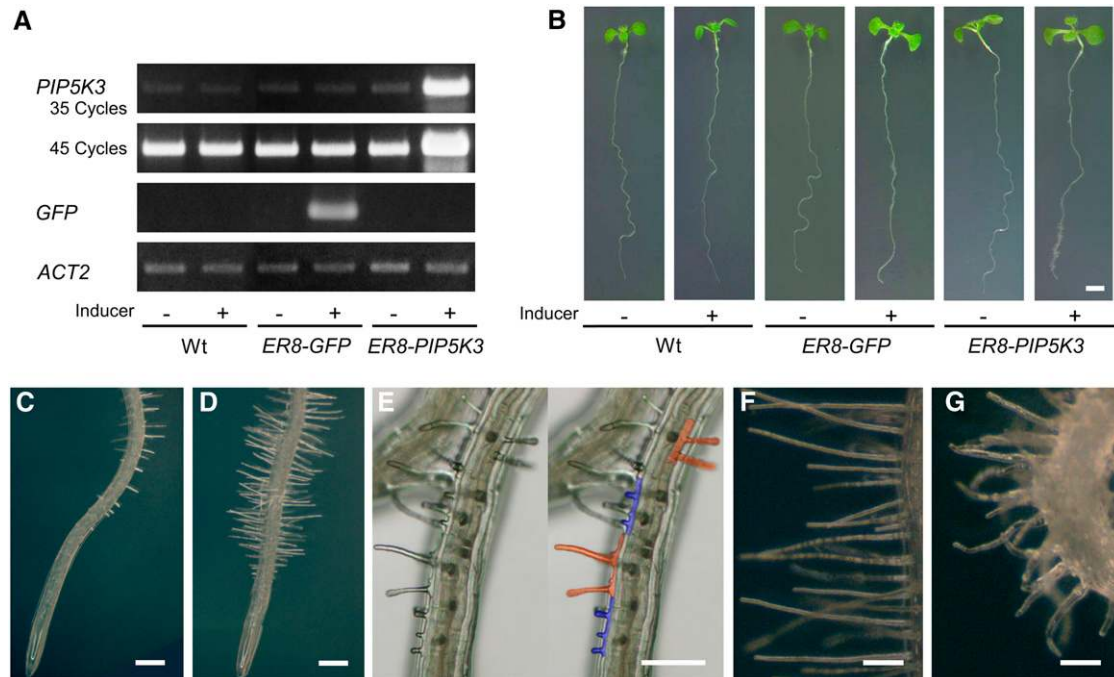 A
PIP5K3
35 Cycles
45 Cycles
GFP
ACT2
Inducer - + - + - +
Wt ER8-GFP ER8-PIP5K3
B
Inducer - + - + - +
Wt ER8-GFP ER8-PIP5K3
C D E F G